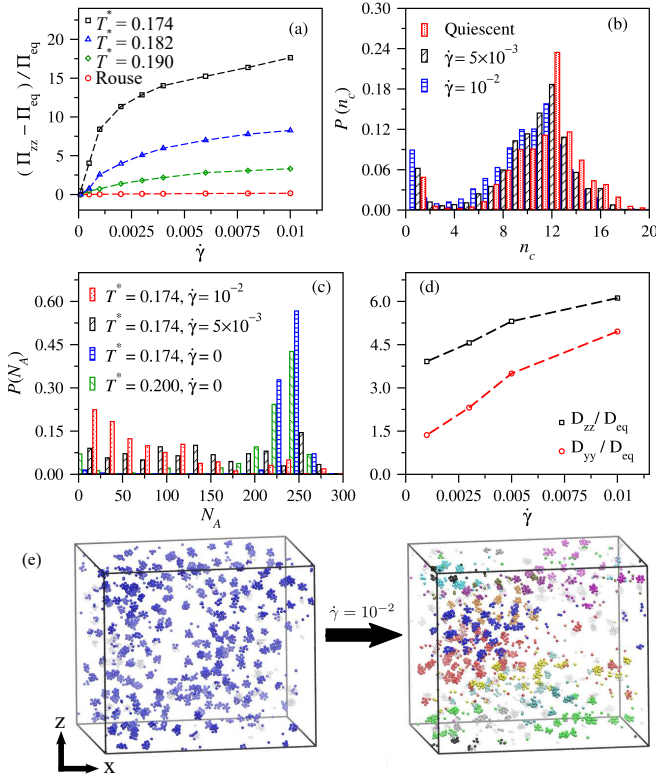 (a)
T* = 0.174
T* = 0.182
T* = 0.190
Rouse
(Π_zz − Π_eq) / Π_eq
20
15
10
5
0
0 0.0025 0.005 0.0075 0.01
γ̇
(b)
Quiescent
γ̇ = 5×10⁻³
γ̇ = 10⁻²
P (n_c)
0.30
0.24
0.18
0.12
0.06
0.00
0 4 8 12 16 20
n_c
(c)
T* = 0.174, γ̇ = 10⁻²
T* = 0.174, γ̇ = 5×10⁻³
T* = 0.174, γ̇ = 0
T* = 0.200, γ̇ = 0
P(N_A)
0.60
0.45
0.30
0.15
0.00
0 50 100 150 200 250 300
N_A
(d)
6.0
4.5
3.0
1.5
0
D_zz / D_eq
D_yy / D_eq
0.0025 0.005 0.0075 0.01
γ̇
(e)
γ̇ = 10⁻²
z
x